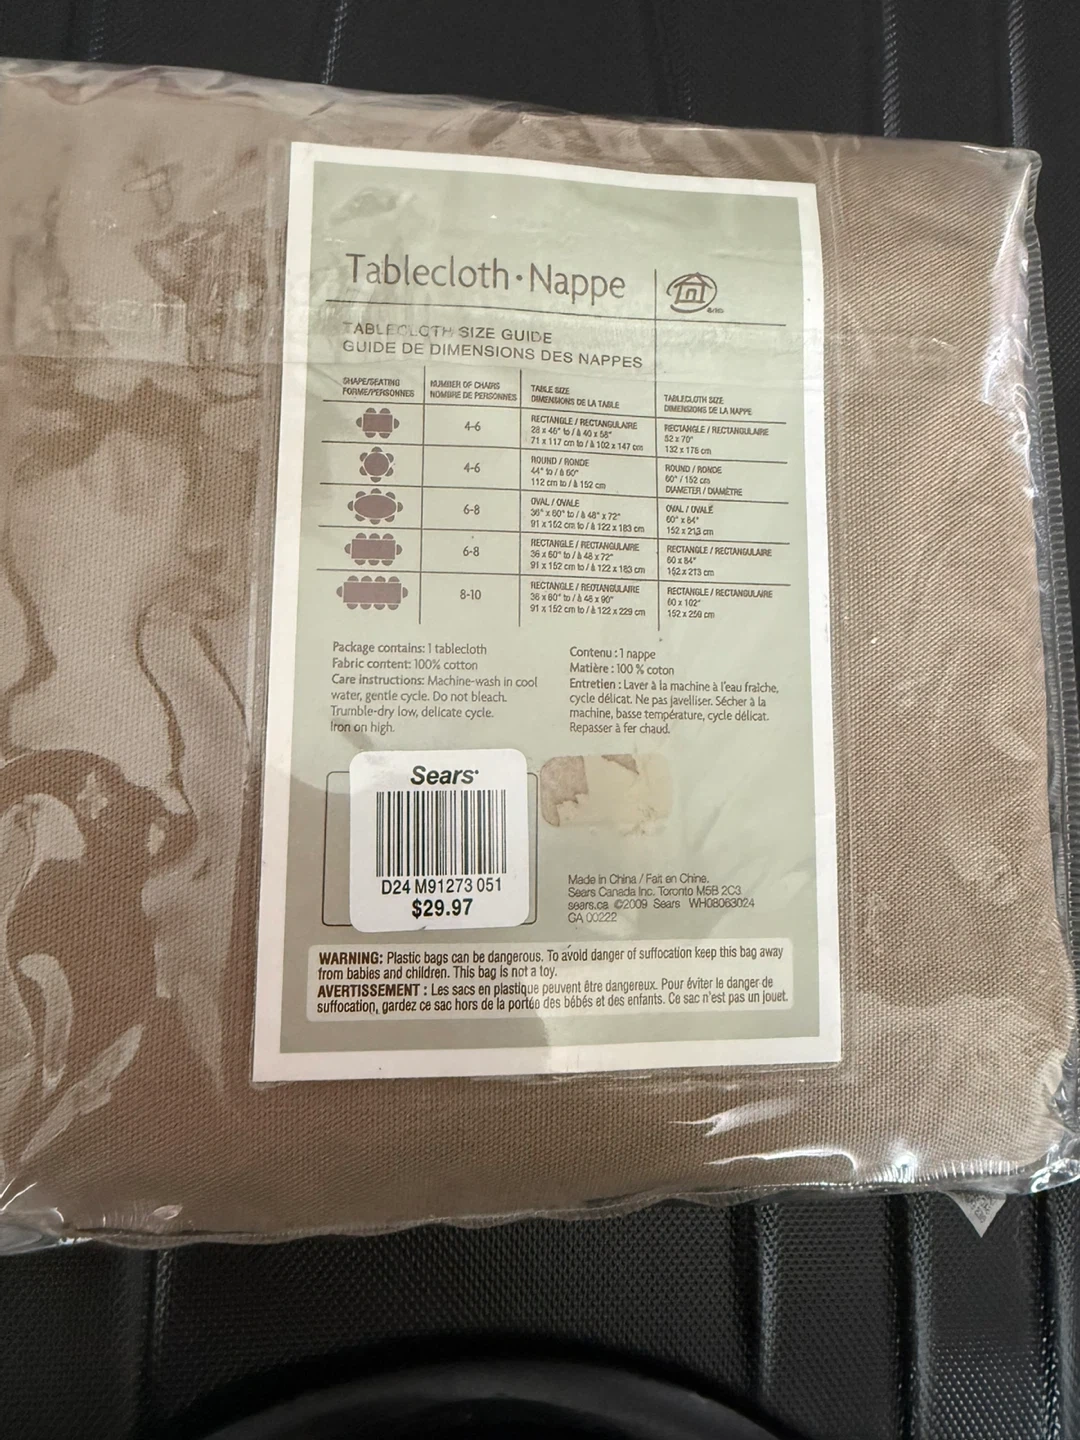 Tablecloth · Nappe
TABLECLOTH SIZE GUIDE
GUIDE DE DIMENSIONS DES NAPPES
SHAPE/SEATING
FORME/PERSONNES
NUMBER OF CHAIRS
NOMBRE DE PERSONNES
TABLE SIZE
DIMENSIONS DE LA TABLE
TABLECLOTH SIZE
DIMENSIONS DE LA NAPPE
4-6
RECTANGLE / RECTANGULAIRE
28 x 46" to / à 40 x 58"
71 x 117 cm to / à 102 x 147 cm
RECTANGLE / RECTANGULAIRE
52 x 70"
132 x 178 cm
4-6
ROUND / RONDE
44" to / à 60"
112 cm to / à 152 cm
ROUND / RONDE
60" / 152 cm
DIAMETER / DIAMÈTRE
6-8
OVAL / OVALE
36" x 60" to / à 48" x 72"
91 x 152 cm to / à 122 x 183 cm
OVAL / OVALE
60" x 84"
152 x 213 cm
6-8
RECTANGLE / RECTANGULAIRE
36 x 60" to / à 48 x 72"
91 x 152 cm to / à 122 x 183 cm
RECTANGLE / RECTANGULAIRE
60 x 84"
152 x 213 cm
8-10
RECTANGLE / RECTANGULAIRE
36 x 60" to / à 48 x 90"
91 x 152 cm to / à 122 x 229 cm
RECTANGLE / RECTANGULAIRE
60 x 102"
152 x 259 cm
Package contains: 1 tablecloth
Fabric content: 100% cotton
Care instructions: Machine-wash in cool
water, gentle cycle. Do not bleach.
Trumble-dry low, delicate cycle.
Iron on high.
Contenu : 1 nappe
Matière : 100 % coton
Entretien : Laver à la machine à l'eau fraîche,
cycle délicat. Ne pas javelliser. Sécher à la
machine, basse température, cycle délicat.
Repasser à fer chaud.
Sears
D24 M91273 051
$29.97
Made in China / Fait en Chine.
Sears Canada Inc. Toronto M5B 2C3
sears.ca ©2009 Sears WH08063024
CA 00222
WARNING: Plastic bags can be dangerous. To avoid danger of suffocation keep this bag away
from babies and children. This bag is not a toy.
AVERTISSEMENT : Les sacs en plastique peuvent être dangereux. Pour éviter le danger de
suffocation, gardez ce sac hors de la portée des bébés et des enfants. Ce sac n'est pas un jouet.